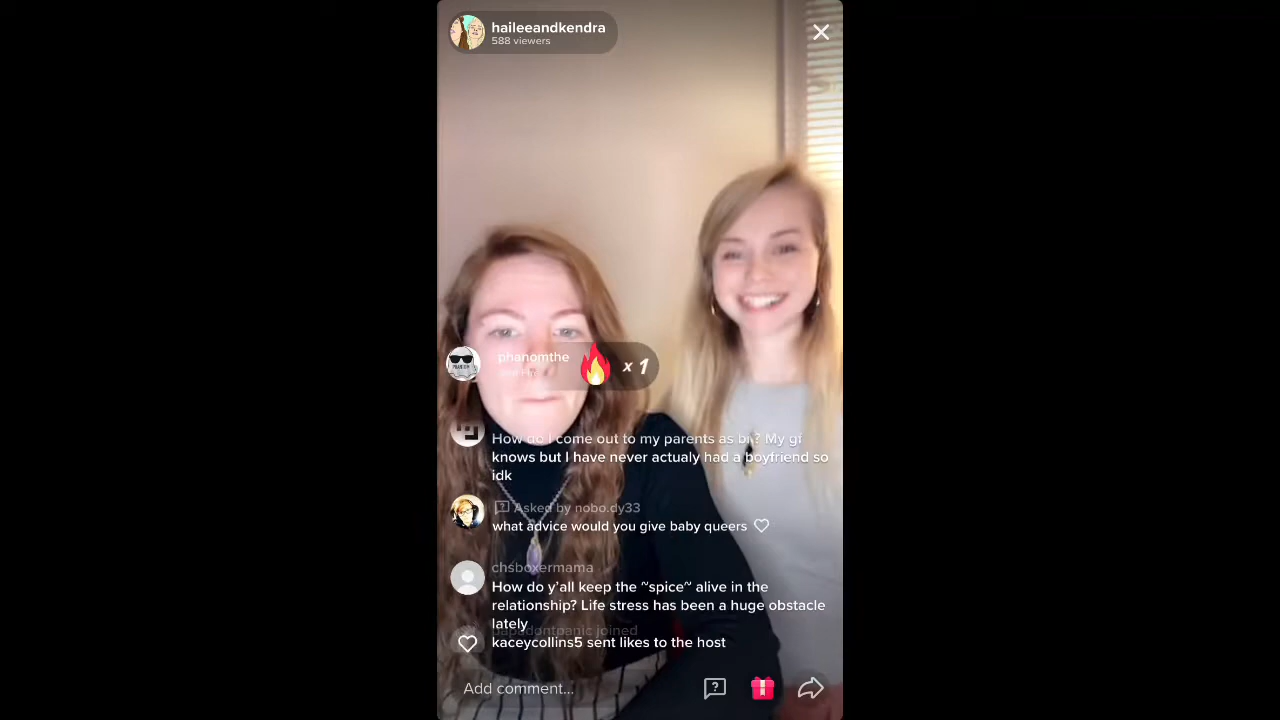 haileeandkendra
588 viewers
phanomthe
x 1
How do I come out to my parents as bi? My gf
knows but I have never actualy had a boyfriend so
idk
Asked by nobo.dy33
what advice would you give baby queers
chsboxermama
How do y'all keep the ~spice~ alive in the
relationship? Life stress has been a huge obstacle
lately
papadontpanic joined
kaceycollins5 sent likes to the host
Add comment...